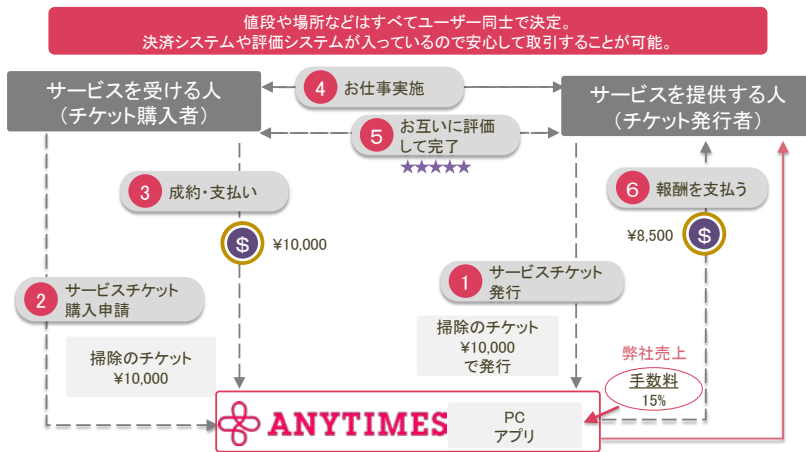 値段や場所などはすべてユーザー同士で決定。
決済システムや評価システムが入っているので安心して取引することが可能。
サービスを受ける人
（チケット購入者）
4 お仕事実施
サービスを提供する人
（チケット発行者）
5 お互いに評価
して完了
★★★★★
3 成約・支払い
$ ¥10,000
6 報酬を支払う
¥8,500 $
2 サービスチケット
購入申請
1 サービスチケット
発行
掃除のチケット
¥10,000
掃除のチケット
¥10,000
で発行
弊社売上
手数料
15%
ANYTIMES
PC
アプリ